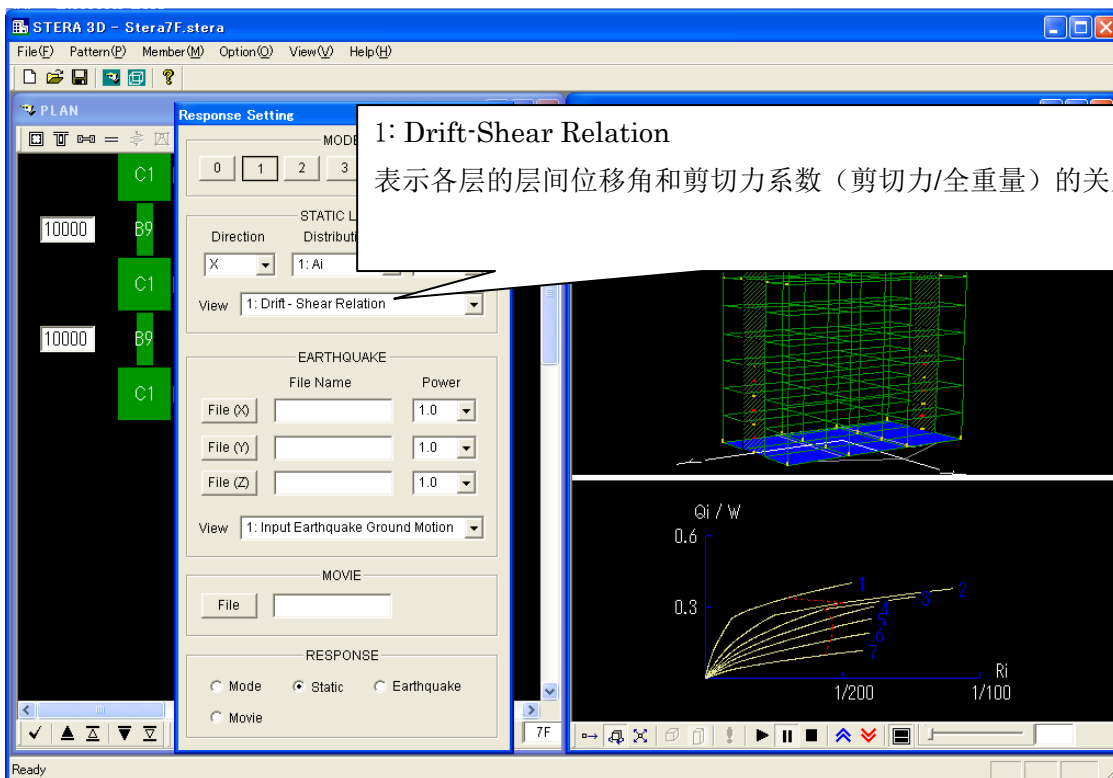 STERA 3D - Stera7F.stera
File(F) Pattern(P) Member(M) Option(O) View(V) Help(H)
PLAN
Response Setting
1: Drift-Shear Relation
表示各层的层间位移角和剪切力系数（剪切力/全重量）的关
MODE
0 1 2 3
STATIC L
Direction Distributi
X 1: Ai
View 1: Drift - Shear Relation
C1
10000 B9
C1
10000 B9
C1
EARTHQUAKE
File Name Power
File (X) 1.0
File (Y) 1.0
File (Z) 1.0
View 1: Input Earthquake Ground Motion
MOVIE
File
RESPONSE
Mode Static Earthquake
Movie
7F
Qi / W
0.6
0.3
1
2
3
4
5
6
7
Ri
1/200 1/100
Ready